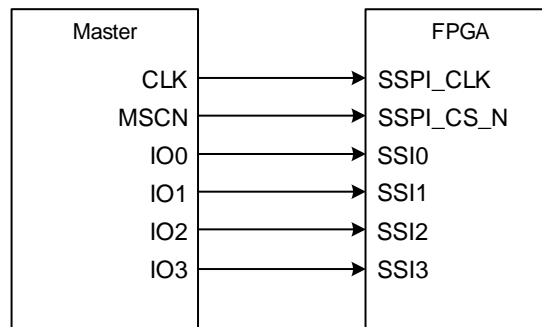 Master FPGA
CLK SSPI_CLK
MSCN SSPI_CS_N
IO0 SSI0
IO1 SSI1
IO2 SSI2
IO3 SSI3